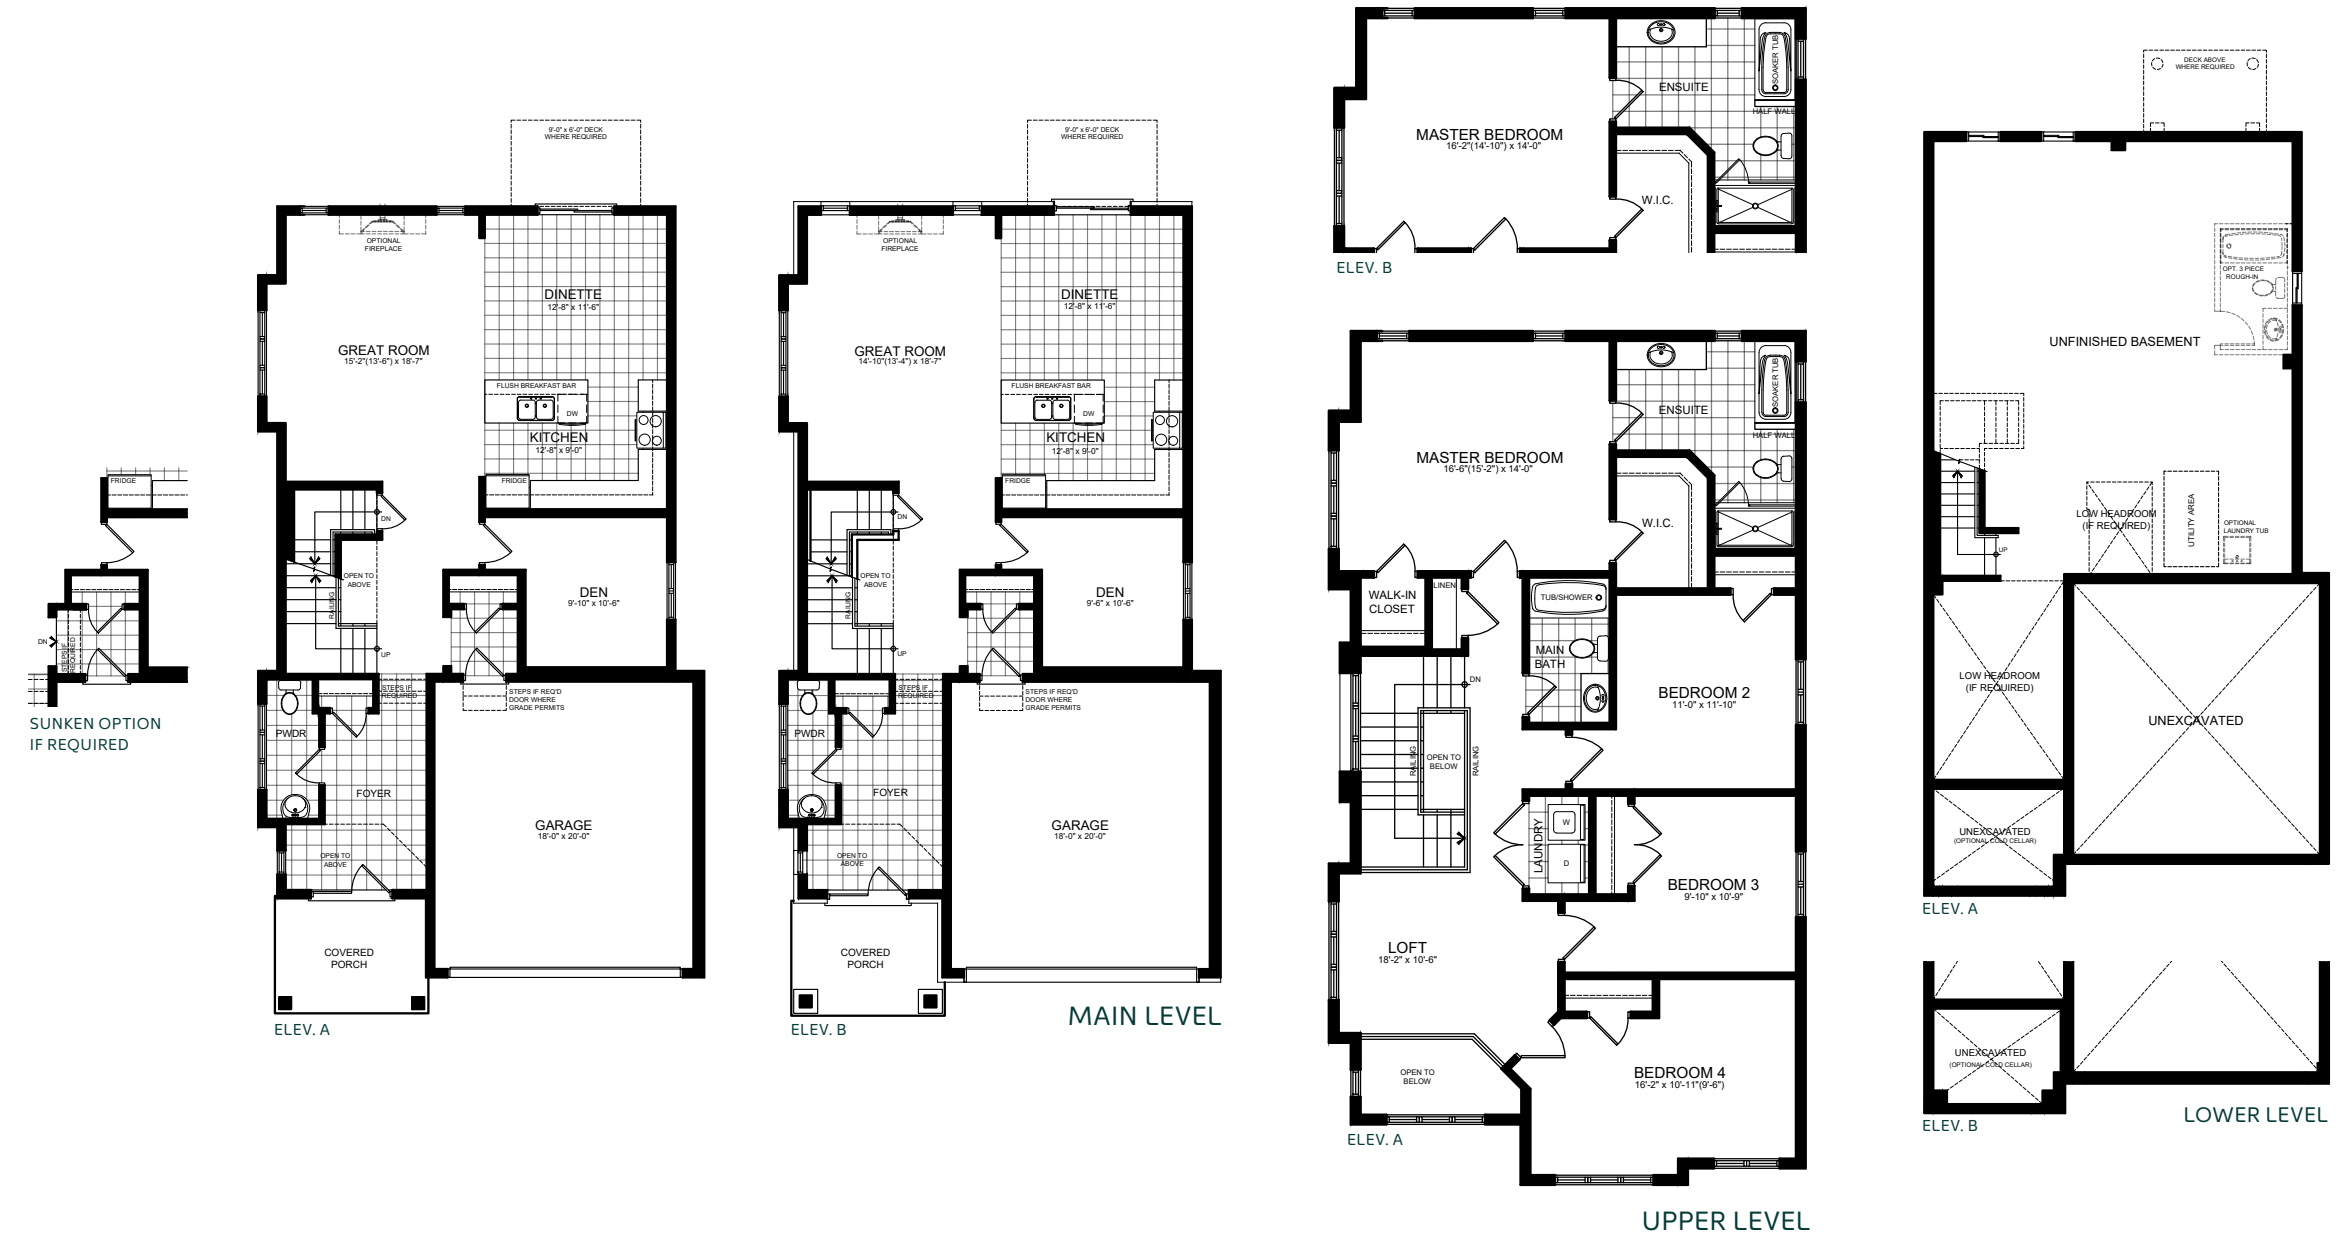 FRIDGE
DN
STEPS IF
REQUIRED
SUNKEN OPTION
IF REQUIRED
9'-0" x 6'-0" DECK
WHERE REQUIRED
OPTIONAL
FIREPLACE
DINETTE
12'-8" x 11'-6"
GREAT ROOM
15'-2"(13'-6") x 18'-7"
FLUSH BREAKFAST BAR
DW
KITCHEN
12'-8" x 9'-0"
FRIDGE
DN
OPEN TO
ABOVE
RAILING
DEN
9'-10" x 10'-6"
UP
STEPS IF
REQUIRED
STEPS IF REQ'D
DOOR WHERE
GRADE PERMITS
PWDR
FOYER
GARAGE
18'-0" x 20'-0"
OPEN TO
ABOVE
COVERED
PORCH
ELEV. A
9'-0" x 6'-0" DECK
WHERE REQUIRED
OPTIONAL
FIREPLACE
DINETTE
12'-8" x 11'-6"
GREAT ROOM
14'-10"(13'-4") x 18'-7"
FLUSH BREAKFAST BAR
DW
KITCHEN
12'-8" x 9'-0"
FRIDGE
DN
OPEN TO
ABOVE
RAILING
DEN
9'-6" x 10'-6"
UP
STEPS IF
REQUIRED
STEPS IF REQ'D
DOOR WHERE
GRADE PERMITS
PWDR
FOYER
GARAGE
18'-0" x 20'-0"
OPEN TO
ABOVE
COVERED
PORCH
ELEV. B
MAIN LEVEL
SOAKER TUB
ENSUITE
HALF WALL
MASTER BEDROOM
16'-2"(14'-10") x 14'-0"
W.I.C.
ELEV. B
SOAKER TUB
ENSUITE
HALF WALL
MASTER BEDROOM
16'-6"(15'-2") x 14'-0"
W.I.C.
WALK-IN
CLOSET
LINEN
TUB/SHOWER
MAIN
BATH
DN
BEDROOM 2
11'-0" x 11'-10"
RAILING
OPEN TO
BELOW
RAILING
LAUNDRY
W
D
BEDROOM 3
9'-10" x 10'-9"
LOFT
18'-2" x 10'-6"
OPEN TO
BELOW
BEDROOM 4
16'-2" x 10'-11"(9'-6")
ELEV. A
UPPER LEVEL
DECK ABOVE
WHERE REQUIRED
OPT. 3 PIECE
ROUGH-IN
UNFINISHED BASEMENT
LOW HEADROOM
(IF REQUIRED)
UTILITY AREA
OPTIONAL
LAUNDRY TUB
UP
LOW HEADROOM
(IF REQUIRED)
UNEXCAVATED
UNEXCAVATED
(OPTIONAL COLD CELLAR)
ELEV. A
UNEXCAVATED
(OPTIONAL COLD CELLAR)
ELEV. B
LOWER LEVEL